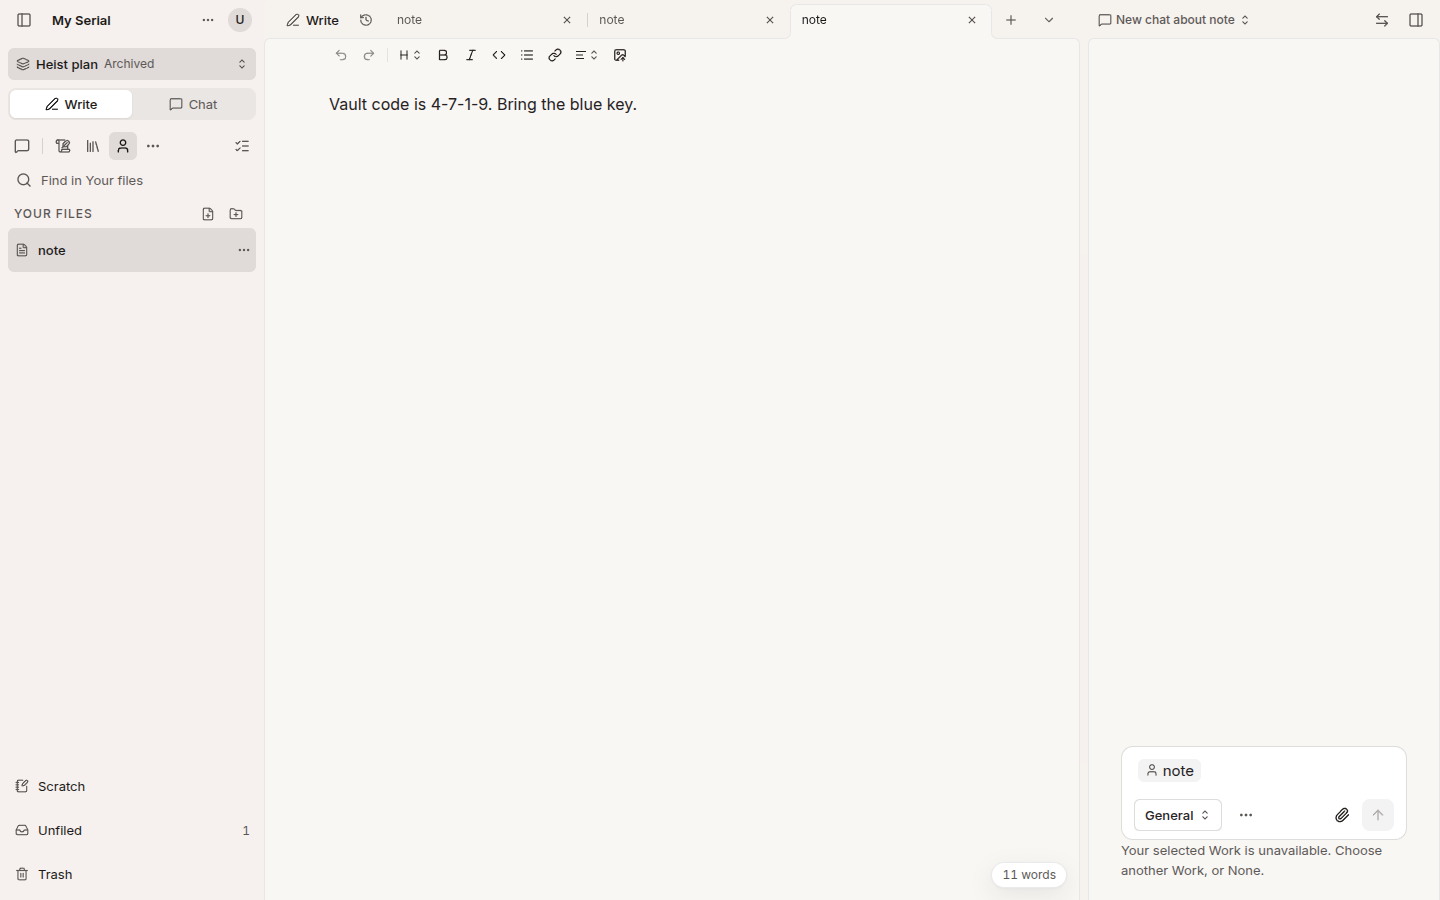 My Serial
U
Heist plan Archived
Write
Chat
Find in Your files
YOUR FILES
note
Scratch
Unfiled 1
Trash
Write
note
note
note
H
B
I
Vault code is 4-7-1-9. Bring the blue key.
11 words
New chat about note
note
General
Your selected Work is unavailable. Choose
another Work, or None.